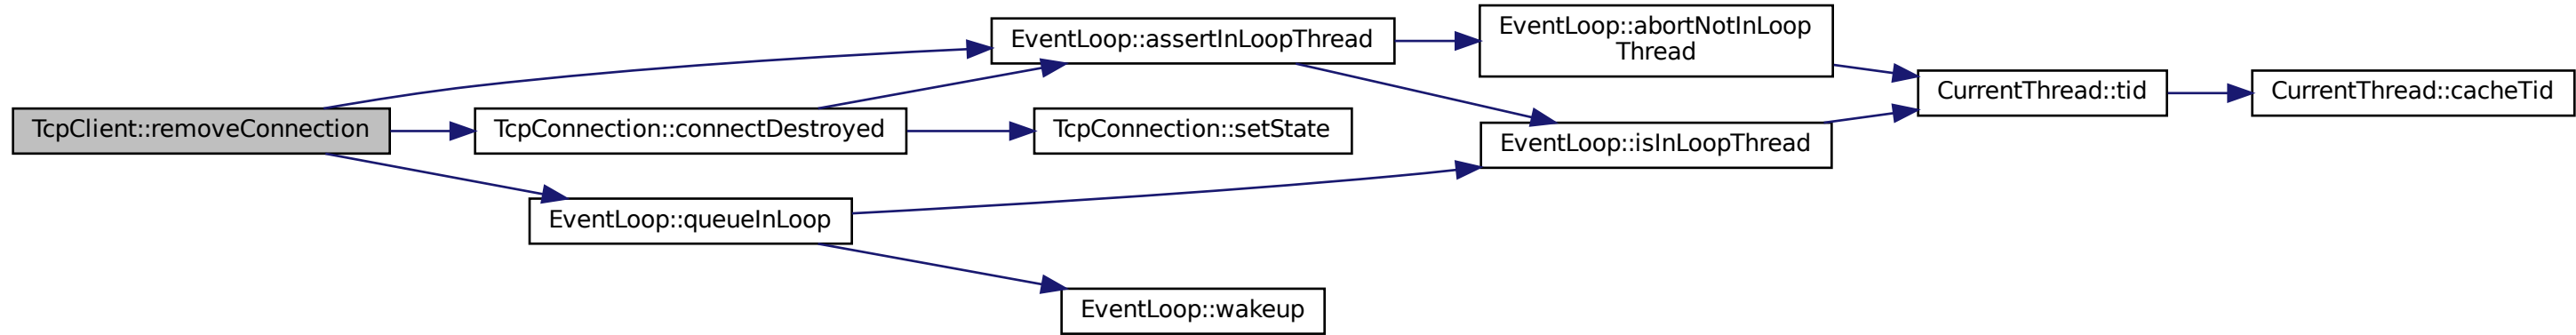 TcpClient::removeConnection
EventLoop::assertInLoopThread
EventLoop::abortNotInLoop
Thread
CurrentThread::tid
CurrentThread::cacheTid
TcpConnection::connectDestroyed
TcpConnection::setState
EventLoop::isInLoopThread
EventLoop::queueInLoop
EventLoop::wakeup